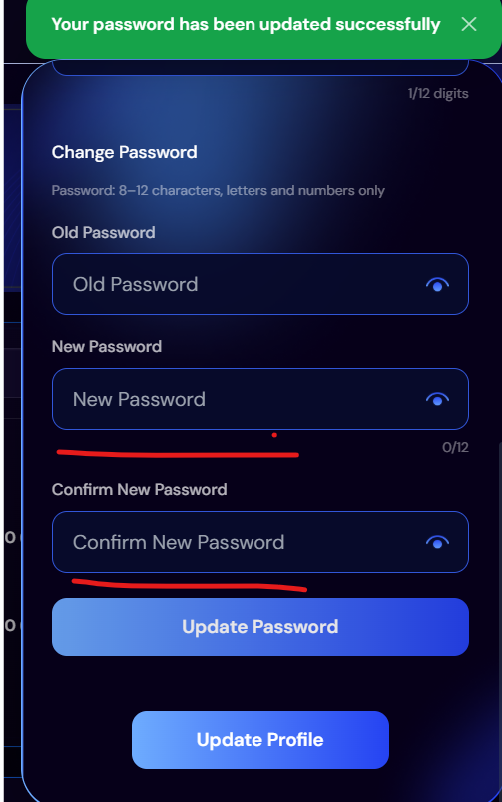 Your password has been updated successfully
1/12 digits
Change Password
Password: 8–12 characters, letters and numbers only
Old Password
Old Password
New Password
New Password
0/12
Confirm New Password
Confirm New Password
Update Password
Update Profile